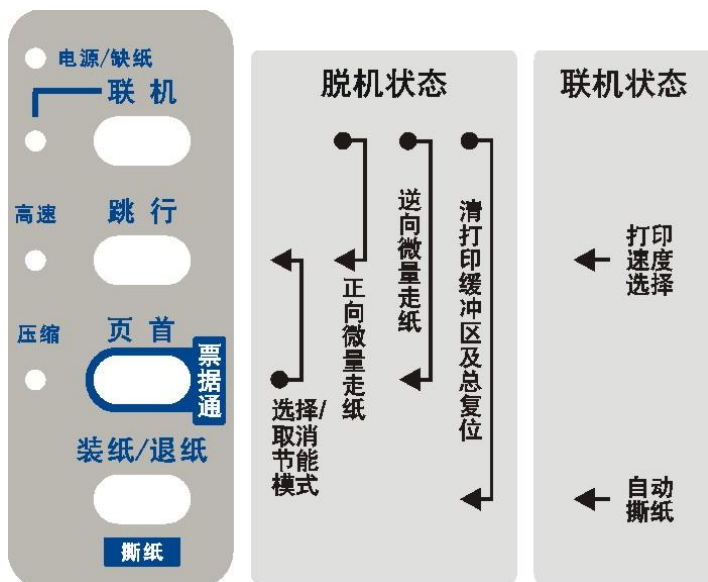 电源/缺纸
联机
高速
跳行
压缩
页首
票据通
装纸/退纸
撕纸
脱机状态
选择/
取消
节能
模式
正向微量走纸
逆向微量走纸
清打印缓冲区及总复位
联机状态
打印
速度
选择
自动
撕纸